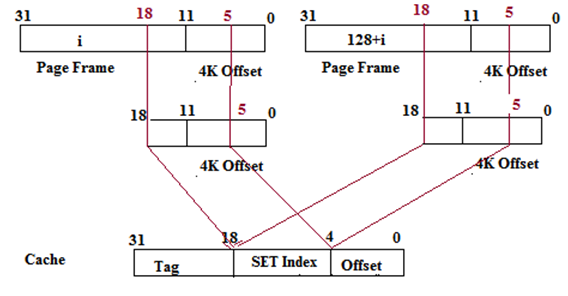 31 18 11 5 0 31 18 11 5 0
i 128+i
Page Frame 4K Offset Page Frame 4K Offset
18 11 5 0 18 11 5 0
4K Offset 4K Offset
31 18 4 0
Cache Tag SET Index Offset